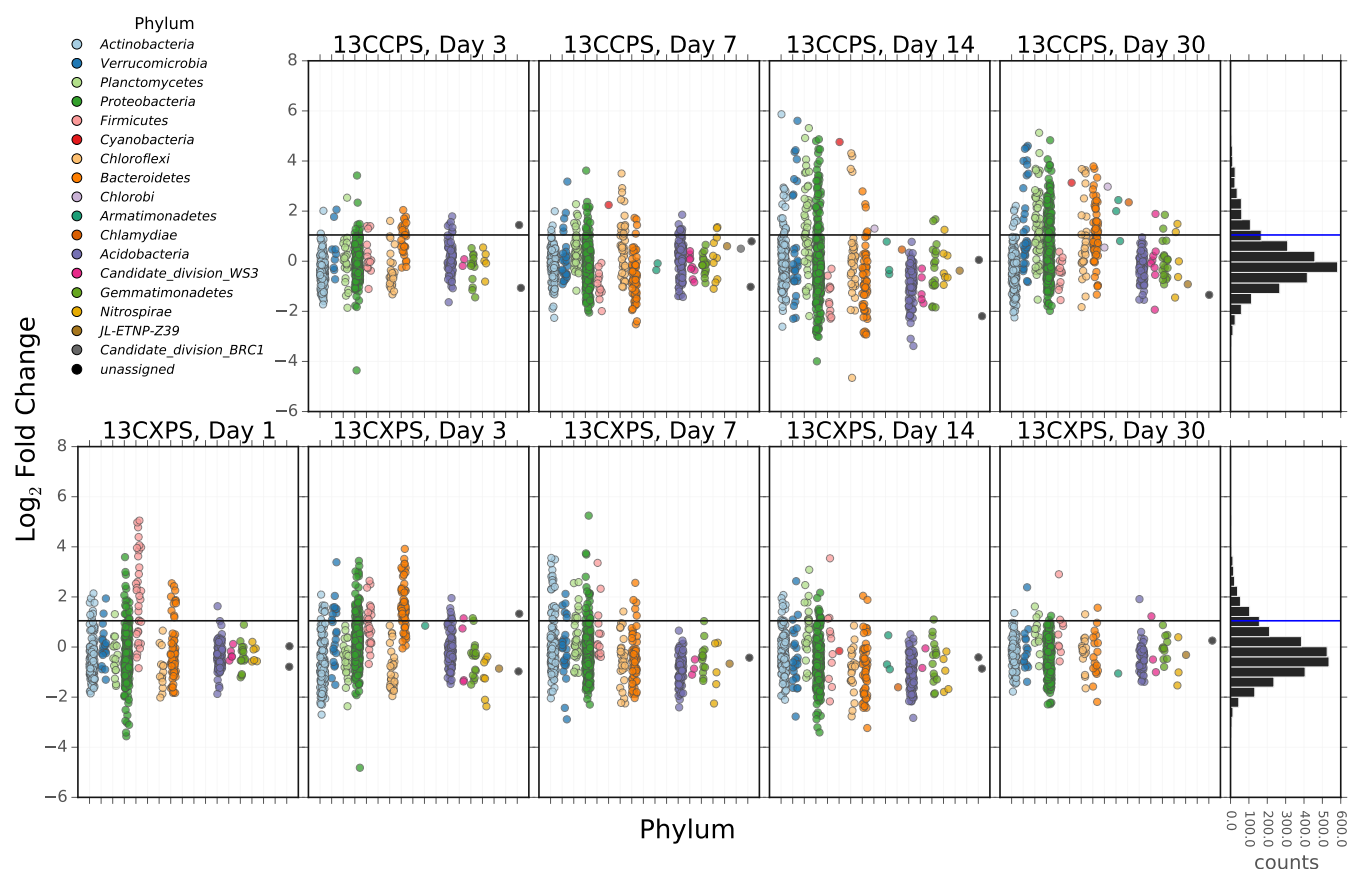 Phylum
Actinobacteria
Verrucomicrobia
Planctomycetes
Proteobacteria
Firmicutes
Cyanobacteria
Chloroflexi
Bacteroidetes
Chlorobi
Armatimonadetes
Chlamydiae
Acidobacteria
Candidate_division_WS3
Gemmatimonadetes
Nitrospirae
JL-ETNP-Z39
Candidate_division_BRC1
unassigned
13CCPS, Day 3
13CCPS, Day 7
13CCPS, Day 14
13CCPS, Day 30
8
6
4
2
0
−2
−4
−6
Log2 Fold Change
13CXPS, Day 1
13CXPS, Day 3
13CXPS, Day 7
13CXPS, Day 14
13CXPS, Day 30
8
6
4
2
0
−2
−4
−6
Phylum
0.0
100.0
200.0
300.0
400.0
500.0
600.0
counts